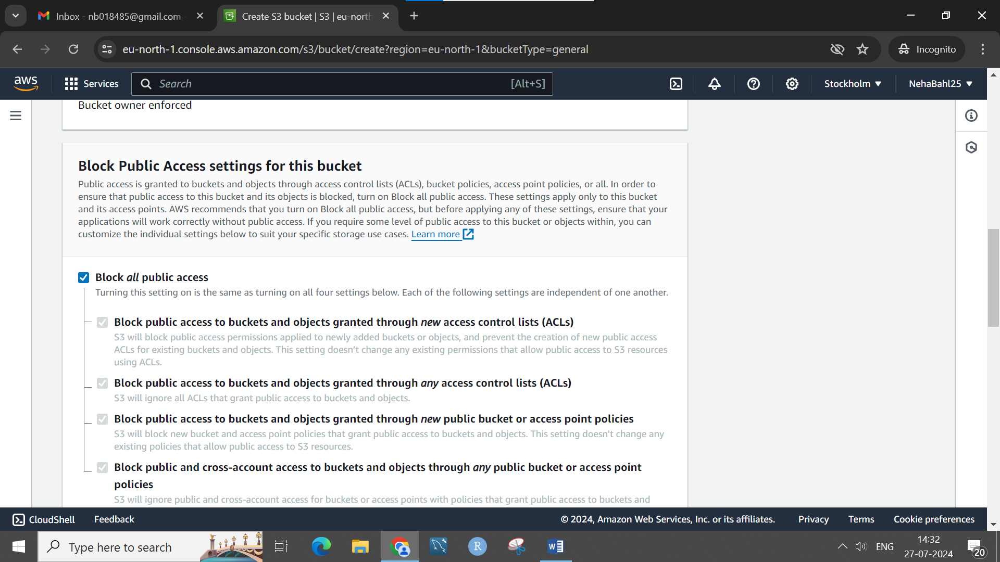 Inbox - nb018485@gmail.com -
Create S3 bucket | S3 | eu-north
eu-north-1.console.aws.amazon.com/s3/bucket/create?region=eu-north-1&bucketType=general
Incognito
aws
Services
Search
[Alt+S]
Stockholm
NehaBahl25
Bucket owner enforced
Block Public Access settings for this bucket
Public access is granted to buckets and objects through access control lists (ACLs), bucket policies, access point policies, or all. In order to
ensure that public access to this bucket and its objects is blocked, turn on Block all public access. These settings apply only to this bucket
and its access points. AWS recommends that you turn on Block all public access, but before applying any of these settings, ensure that your
applications will work correctly without public access. If you require some level of public access to this bucket or objects within, you can
customize the individual settings below to suit your specific storage use cases. Learn more
Block all public access
Turning this setting on is the same as turning on all four settings below. Each of the following settings are independent of one another.
Block public access to buckets and objects granted through new access control lists (ACLs)
S3 will block public access permissions applied to newly added buckets or objects, and prevent the creation of new public access
ACLs for existing buckets and objects. This setting doesn’t change any existing permissions that allow public access to S3 resources
using ACLs.
Block public access to buckets and objects granted through any access control lists (ACLs)
S3 will ignore all ACLs that grant public access to buckets and objects.
Block public access to buckets and objects granted through new public bucket or access point policies
S3 will block new bucket and access point policies that grant public access to buckets and objects. This setting doesn't change any
existing policies that allow public access to S3 resources.
Block public and cross-account access to buckets and objects through any public bucket or access point
policies
S3 will ignore public and cross-account access for buckets or access points with policies that grant public access to buckets and
CloudShell
Feedback
© 2024, Amazon Web Services, Inc. or its affiliates.
Privacy
Terms
Cookie preferences
Type here to search
R
W
ENG
14:32
27-07-2024
20